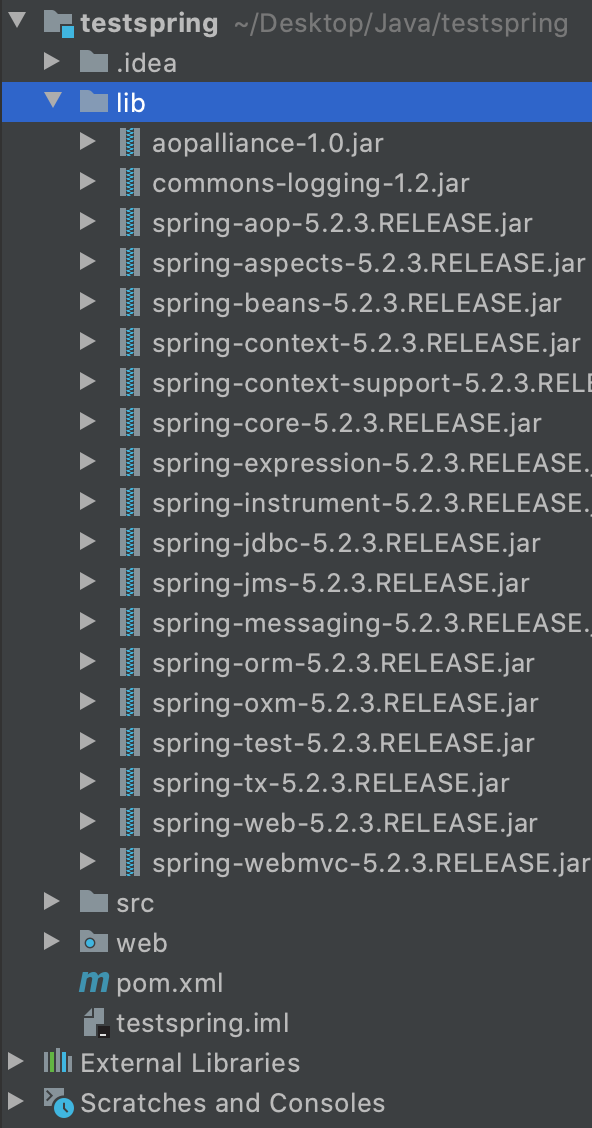 testspring ~/Desktop/Java/testspring
.idea
lib
aopalliance-1.0.jar
commons-logging-1.2.jar
spring-aop-5.2.3.RELEASE.jar
spring-aspects-5.2.3.RELEASE.jar
spring-beans-5.2.3.RELEASE.jar
spring-context-5.2.3.RELEASE.jar
spring-context-support-5.2.3.RELE
spring-core-5.2.3.RELEASE.jar
spring-expression-5.2.3.RELEASE.
spring-instrument-5.2.3.RELEASE.
spring-jdbc-5.2.3.RELEASE.jar
spring-jms-5.2.3.RELEASE.jar
spring-messaging-5.2.3.RELEASE.
spring-orm-5.2.3.RELEASE.jar
spring-oxm-5.2.3.RELEASE.jar
spring-test-5.2.3.RELEASE.jar
spring-tx-5.2.3.RELEASE.jar
spring-web-5.2.3.RELEASE.jar
spring-webmvc-5.2.3.RELEASE.jar
src
web
m pom.xml
testspring.iml
External Libraries
Scratches and Consoles